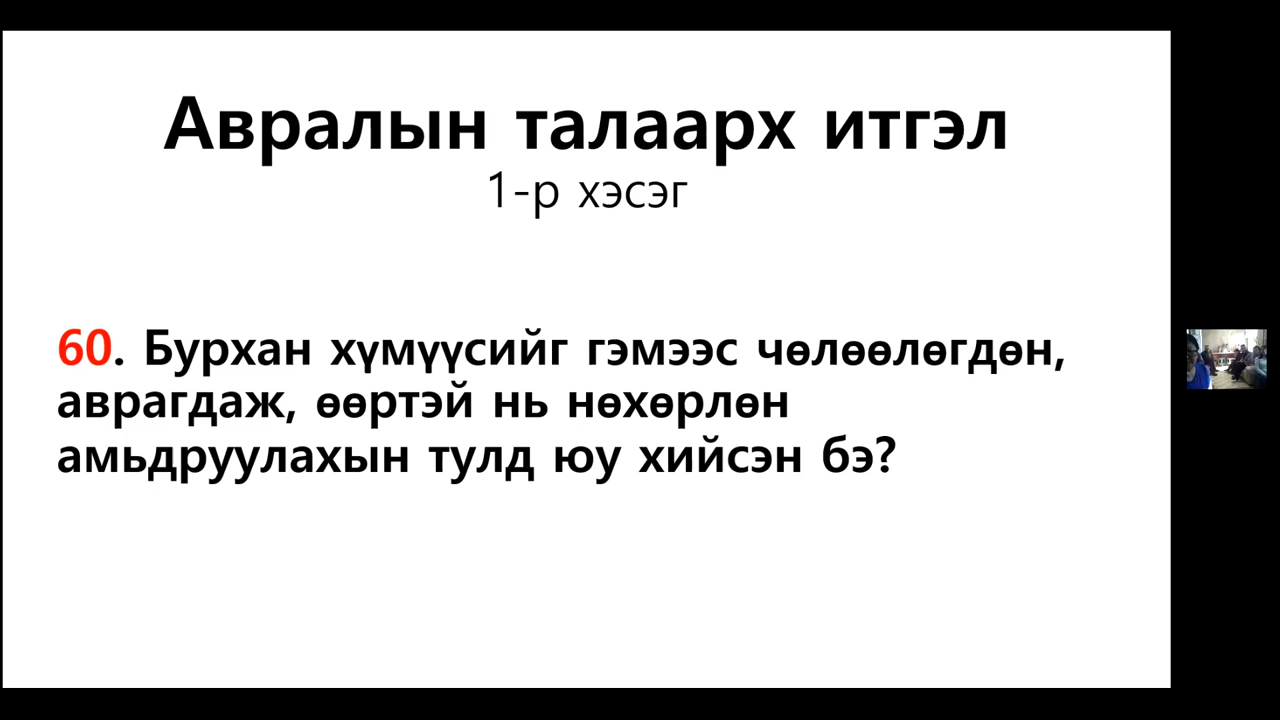 Авралын талаарх итгэл
1-р хэсэг
60. Бурхан хүмүүсийг гэмээс чөлөөлөгдөн,
аврагдаж, өөртэй нь нөхөрлөн
амьдруулахын тулд юу хийсэн бэ?